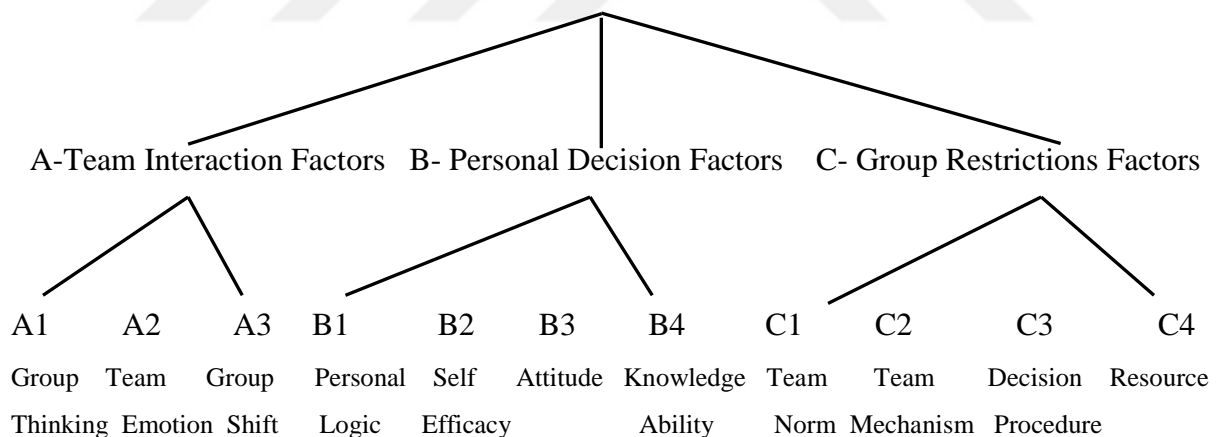 A-Team Interaction Factors B- Personal Decision Factors C- Group Restrictions Factors
A1 A2 A3 B1 B2 B3 B4 C1 C2 C3 C4
Group Team Group Personal Self Attitude Knowledge Team Team Decision Resource
Thinking Emotion Shift Logic Efficacy Ability Norm Mechanism Procedure